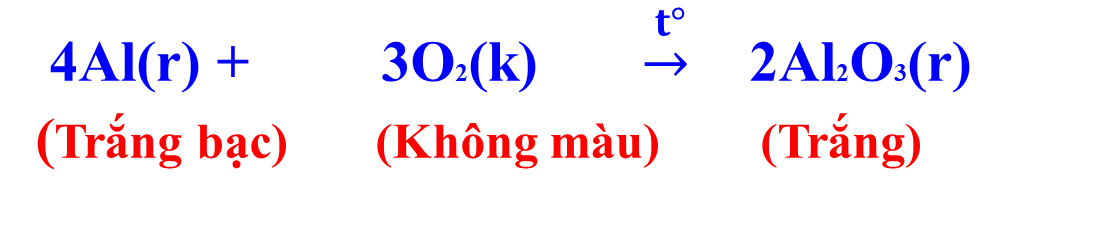 t°
4Al(r) + 3O₂(k) → 2Al₂O₃(r)
(Trắng bạc) (Không màu) (Trắng)